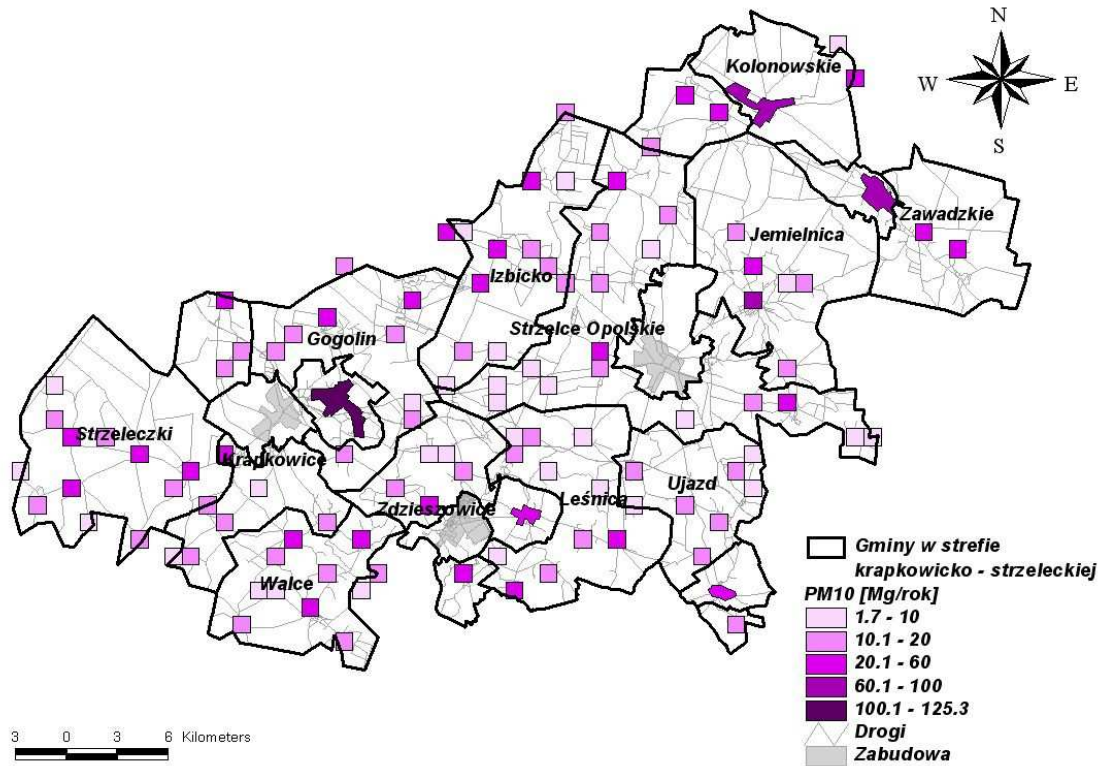 N
W
E
S
Kolonowskie
Zawadzkie
Jemielnica
Izbicko
Strzelce Opolskie
Gogolin
Strzeleczki
Krapkowice
Ujazd
Leśnica
Zdzieszowice
Walce
Gminy w strefie
krapkowicko - strzeleckiej
PM10 [Mg/rok]
1.7 - 10
10.1 - 20
20.1 - 60
60.1 - 100
100.1 - 125.3
Drogi
Zabudowa
3 0 3 6 Kilometers